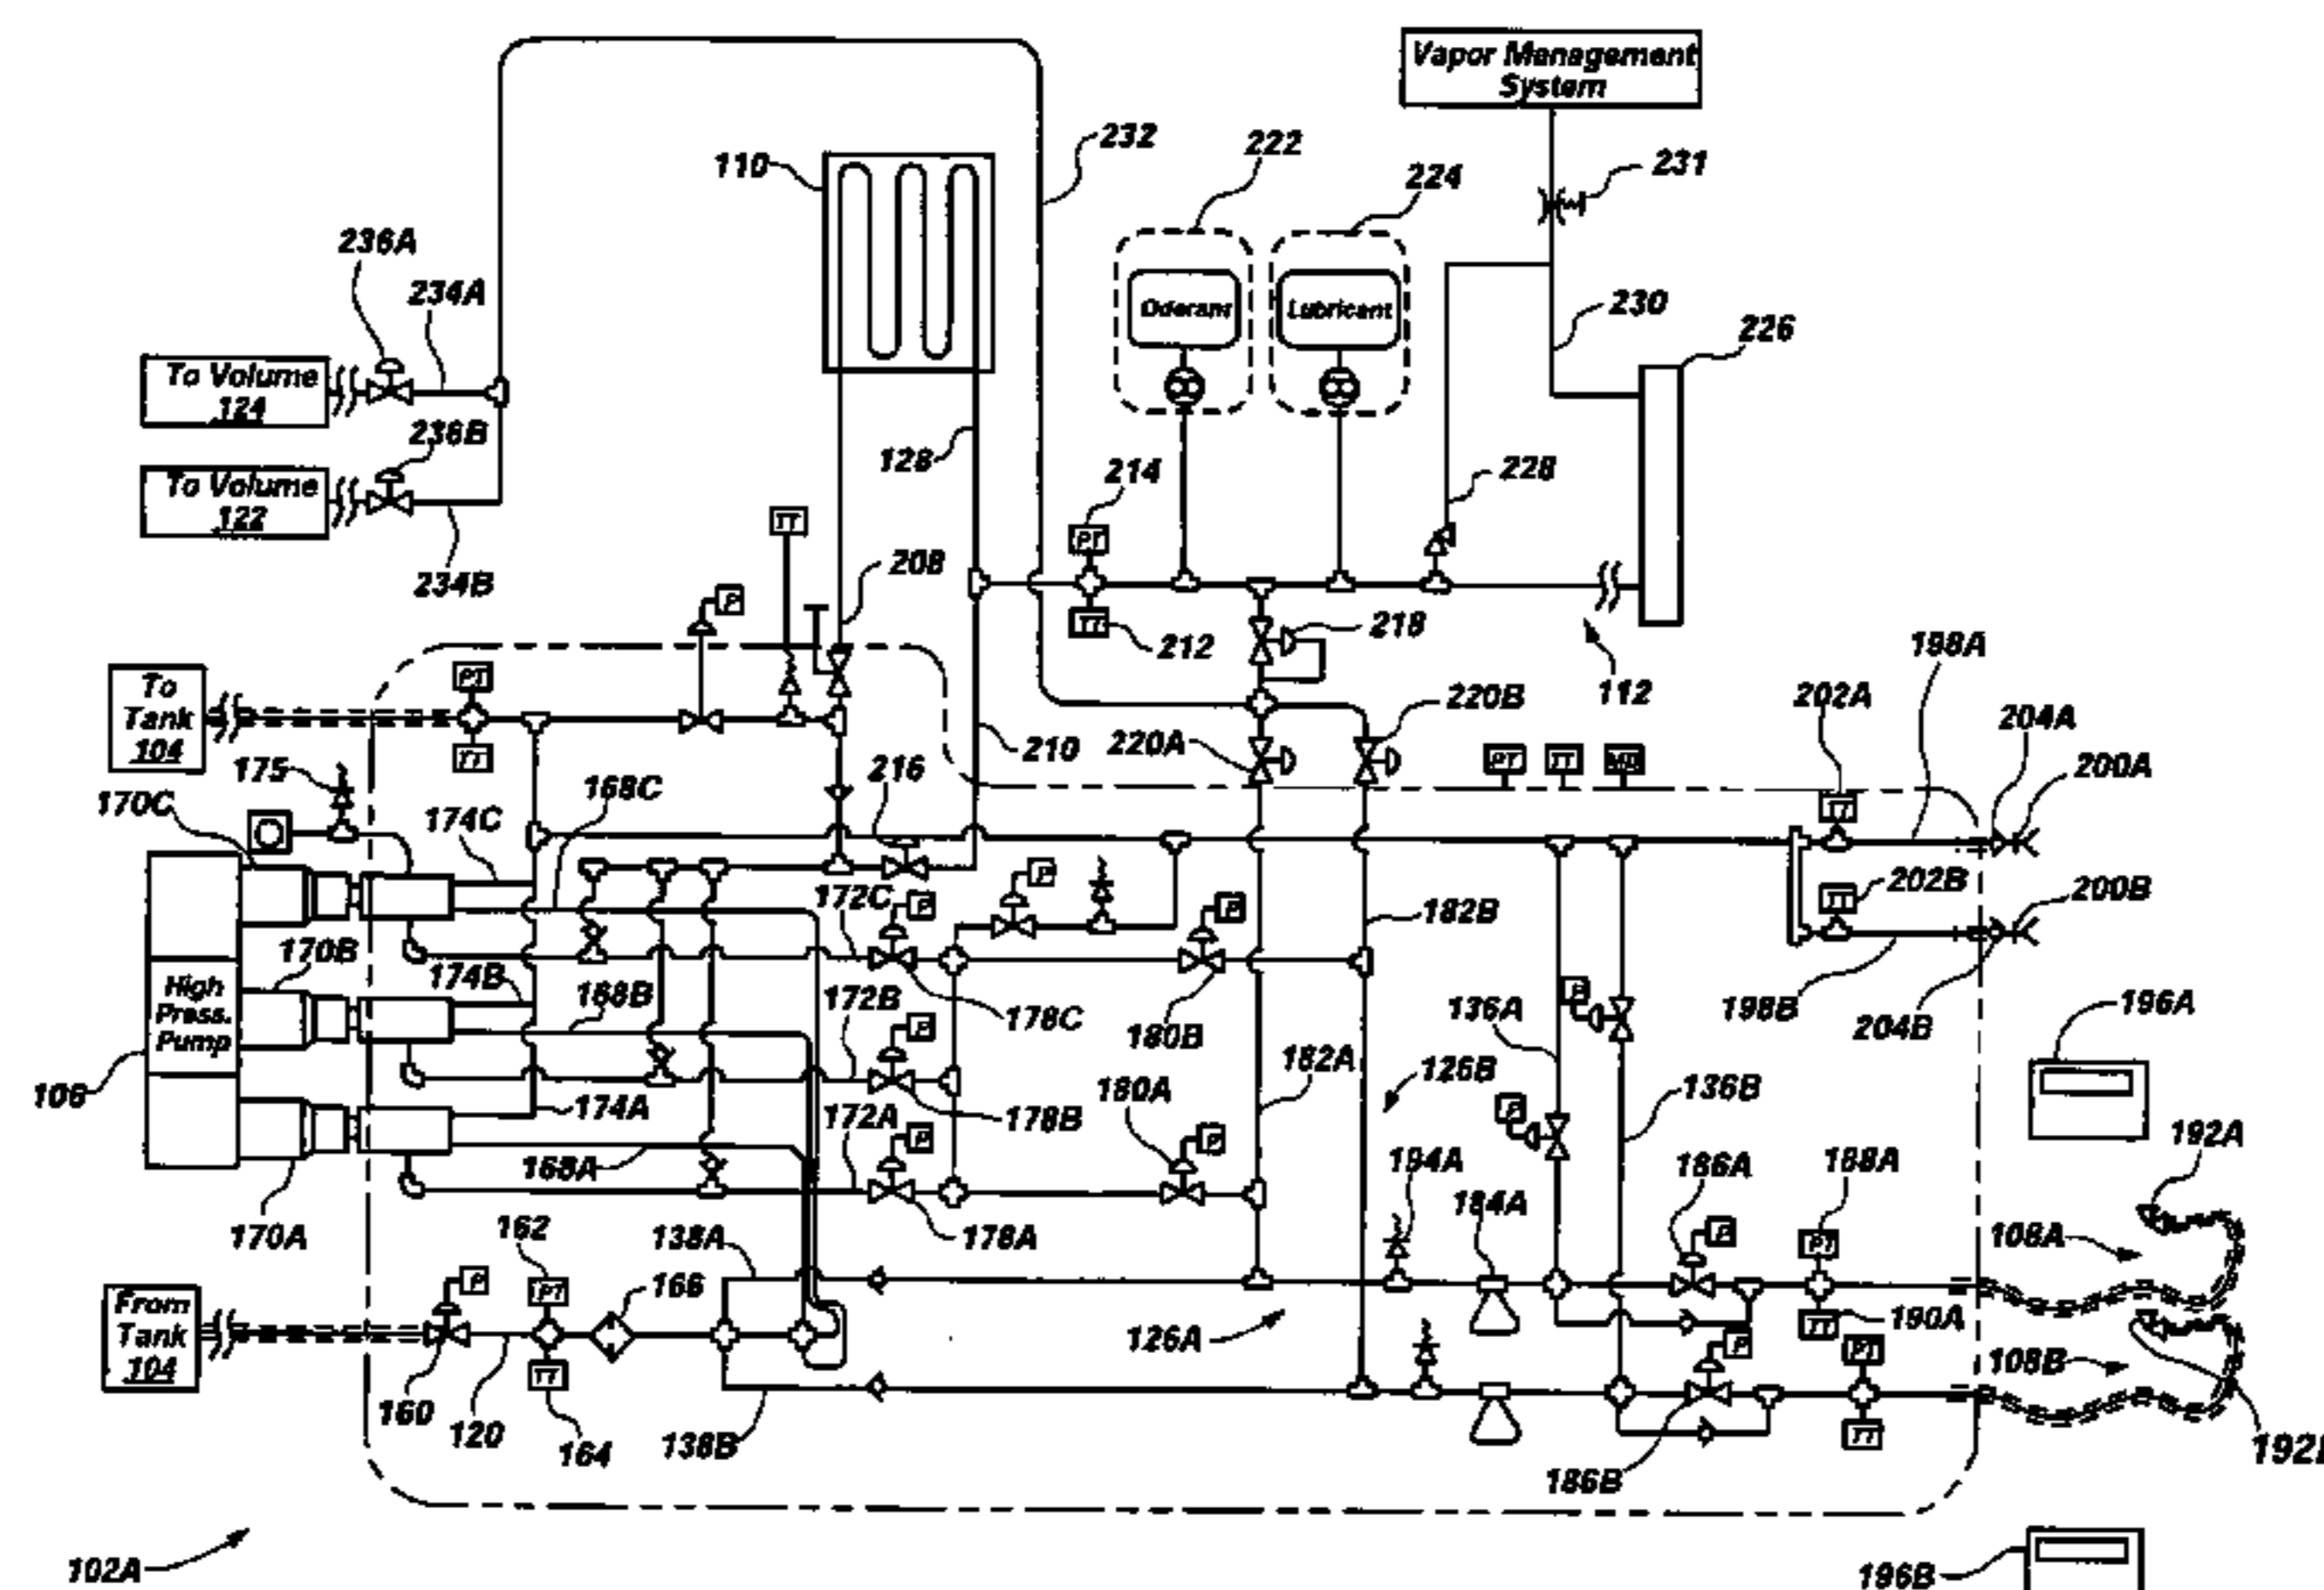 Vapor Management
System
232
222
231
110
224
236A
234A
230
226
Oderant
Lubricant
To Volume
124
236B
128
214
228
To Volume
122
TT
PT
234B
208
P
218
TT
212
198A
To
Tank
104
PT
112
202A
204A
220B
210
220A
TT
175
216
PT
TT
200A
170C
168C
TT
174C
P
202B
172C
P
P
TT
200B
182B
170B
174B
168B
High
Press.
Pump
172B
178C
180B
136A
P
198B
204B
196A
P
106
174A
172A
178B
180A
182A
126B
136B
P
P
P
192A
168A
194A
186A
188A
184A
170A
162
138A
178A
P
PT
108A
From
Tank
104
P
PT
166
126A
190A
TT
P
PT
108B
160
120
TT
164
138B
TT
186B
102A
196B